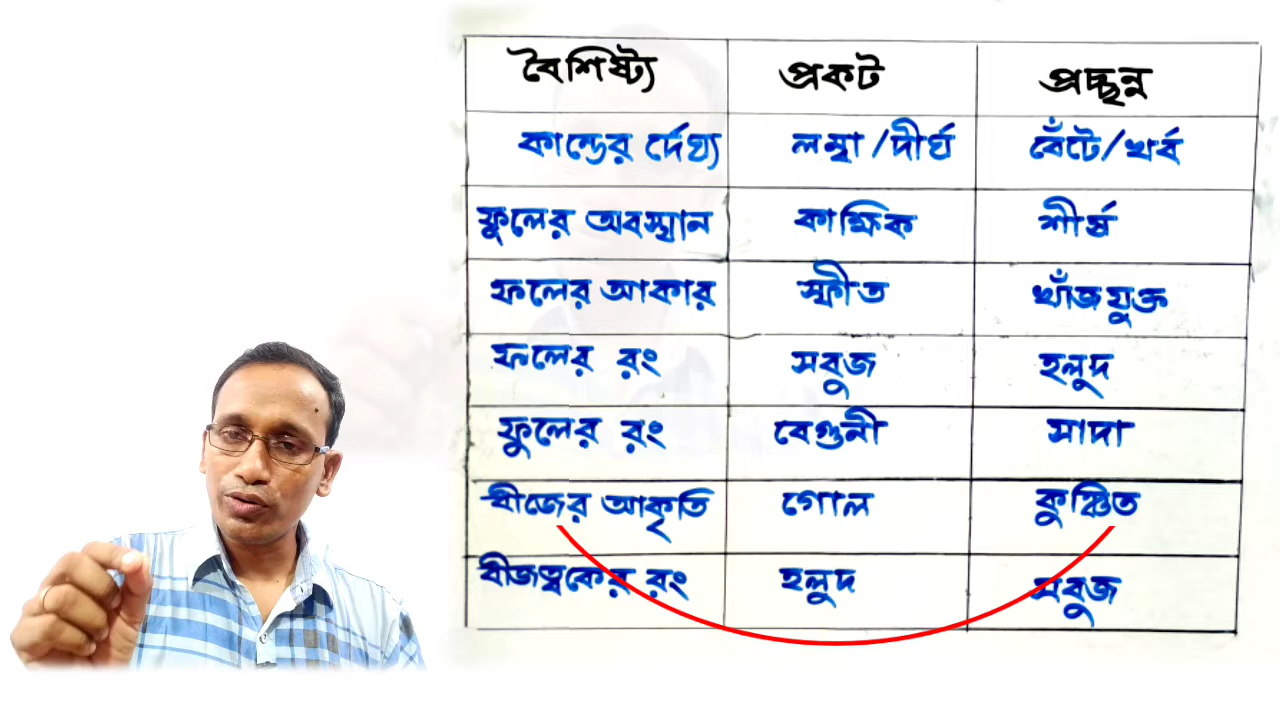 বৈশিষ্ট্য প্রকট প্রচ্ছন্ন
কান্ডের দৈর্ঘ্য লম্বা/দীর্ঘ বেঁটে/খর্ব
ফুলের অবস্থান কাক্ষিক শীর্ষ
ফলের আকার স্ফীত খাঁজযুক্ত
ফলের রং সবুজ হলুদ
ফুলের রং বেগুনী সাদা
বীজের আকৃতি গোল কুঞ্চিত
বীজত্বকের রং হলুদ সবুজ